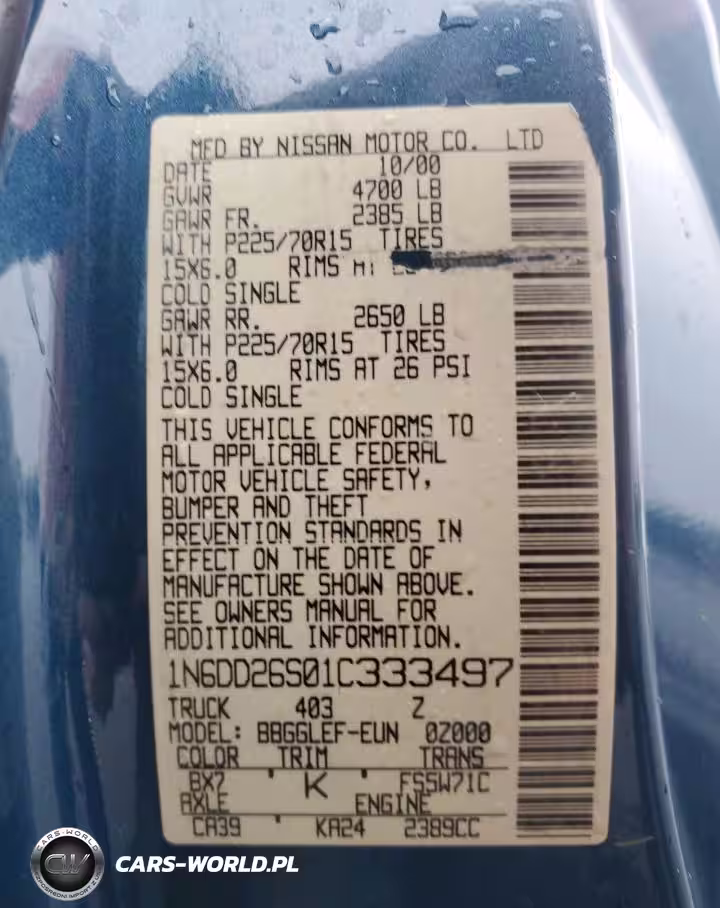 MFD BY NISSAN MOTOR CO. LTD
DATE 10/00
GVWR 4700 LB
GAWR FR. 2385 LB
WITH P225/70R15 TIRES
15X6.0 RIMS
COLD SINGLE
GAWR RR. 2650 LB
WITH P225/70R15 TIRES
15X6.0 RIMS AT 26 PSI
COLD SINGLE
THIS VEHICLE CONFORMS TO
ALL APPLICABLE FEDERAL
MOTOR VEHICLE SAFETY,
BUMPER AND THEFT
PREVENTION STANDARDS IN
EFFECT ON THE DATE OF
MANUFACTURE SHOWN ABOVE.
SEE OWNERS MANUAL FOR
ADDITIONAL INFORMATION.
1N6DD26S01C333497
TRUCK 403 Z
MODEL: BBGGLEF-EUN 0Z000
COLOR TRIM TRANS
BX7 ' K ' FS5W71C
AXLE ENGINE
CA39 ' KA24 2389CC
CARS-WORLD
CW
CARS-WORLD.PL